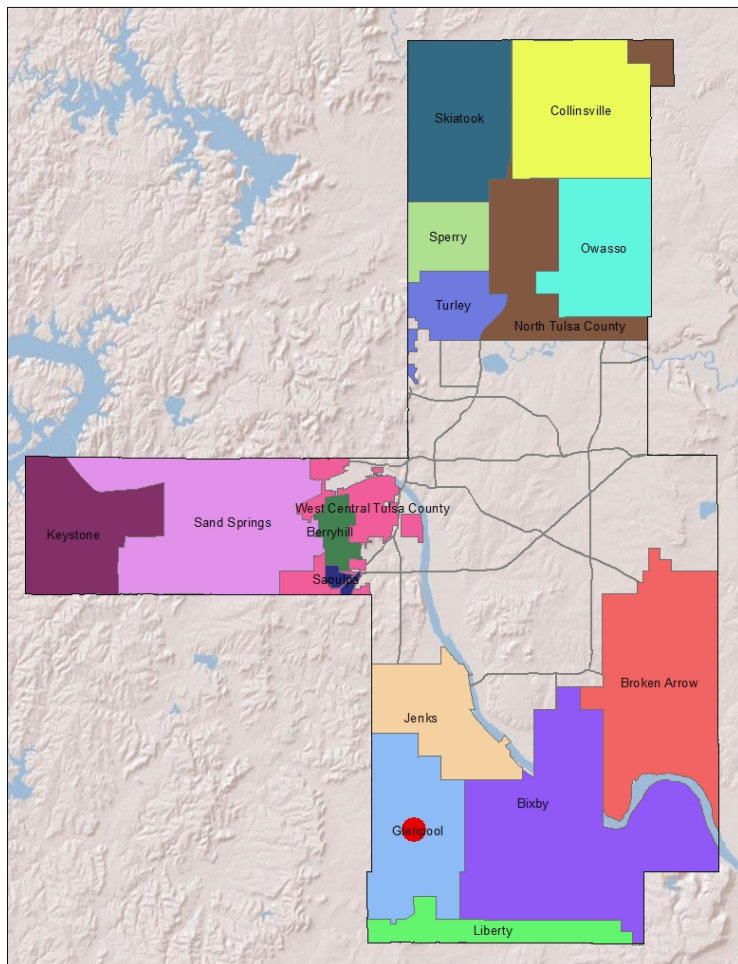 Skiatook
Collinsville
Sperry
Owasso
Turley
North Tulsa County
West Central Tulsa County
Sand Springs
Berryhill
Keystone
Sapulpa
Broken Arrow
Jenks
Bixby
Glenpool
Liberty